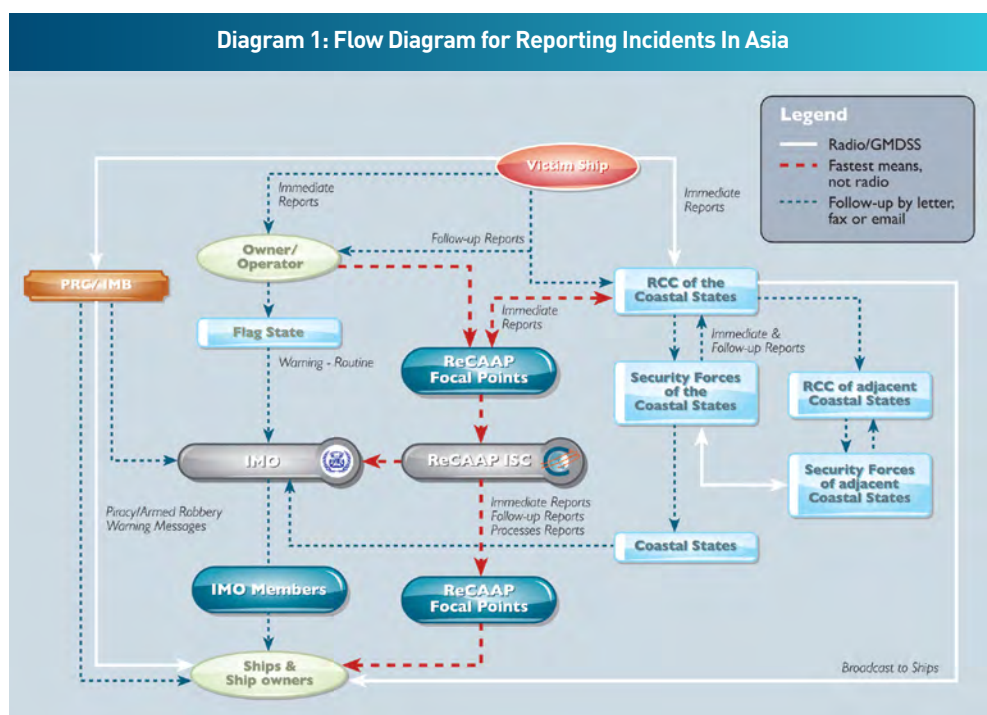 Diagram 1: Flow Diagram for Reporting Incidents In Asia
Legend
Radio/GMDSS
Fastest means,
not radio
Follow-up by letter,
fax or email
Victim Ship
Immediate
Reports
Immediate
Reports
Follow-up Reports
Owner/
Operator
PRC/IMB
RCC of the
Coastal States
Flag State
Immediate
Reports
Immediate &
Follow-up Reports
Warning - Routine
ReCAAP
Focal Points
Security Forces
of the
Coastal States
RCC of adjacent
Coastal States
IMO
ReCAAP ISC
Security Forces
of adjacent
Coastal States
Piracy/Armed Robbery
Warning Messages
Immediate Reports
Follow-up Reports
Processes Reports
Coastal States
IMO Members
ReCAAP
Focal Points
Ships &
Ship owners
Broadcast to Ships